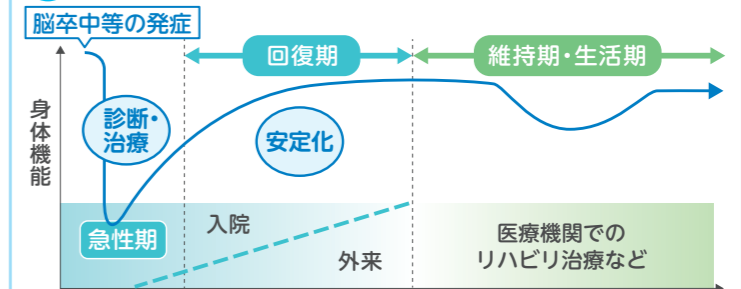 脳卒中等の発症
回復期
維持期・生活期
身体機能
診断・
治療
安定化
急性期
入院
外来
医療機関での
リハビリ治療など